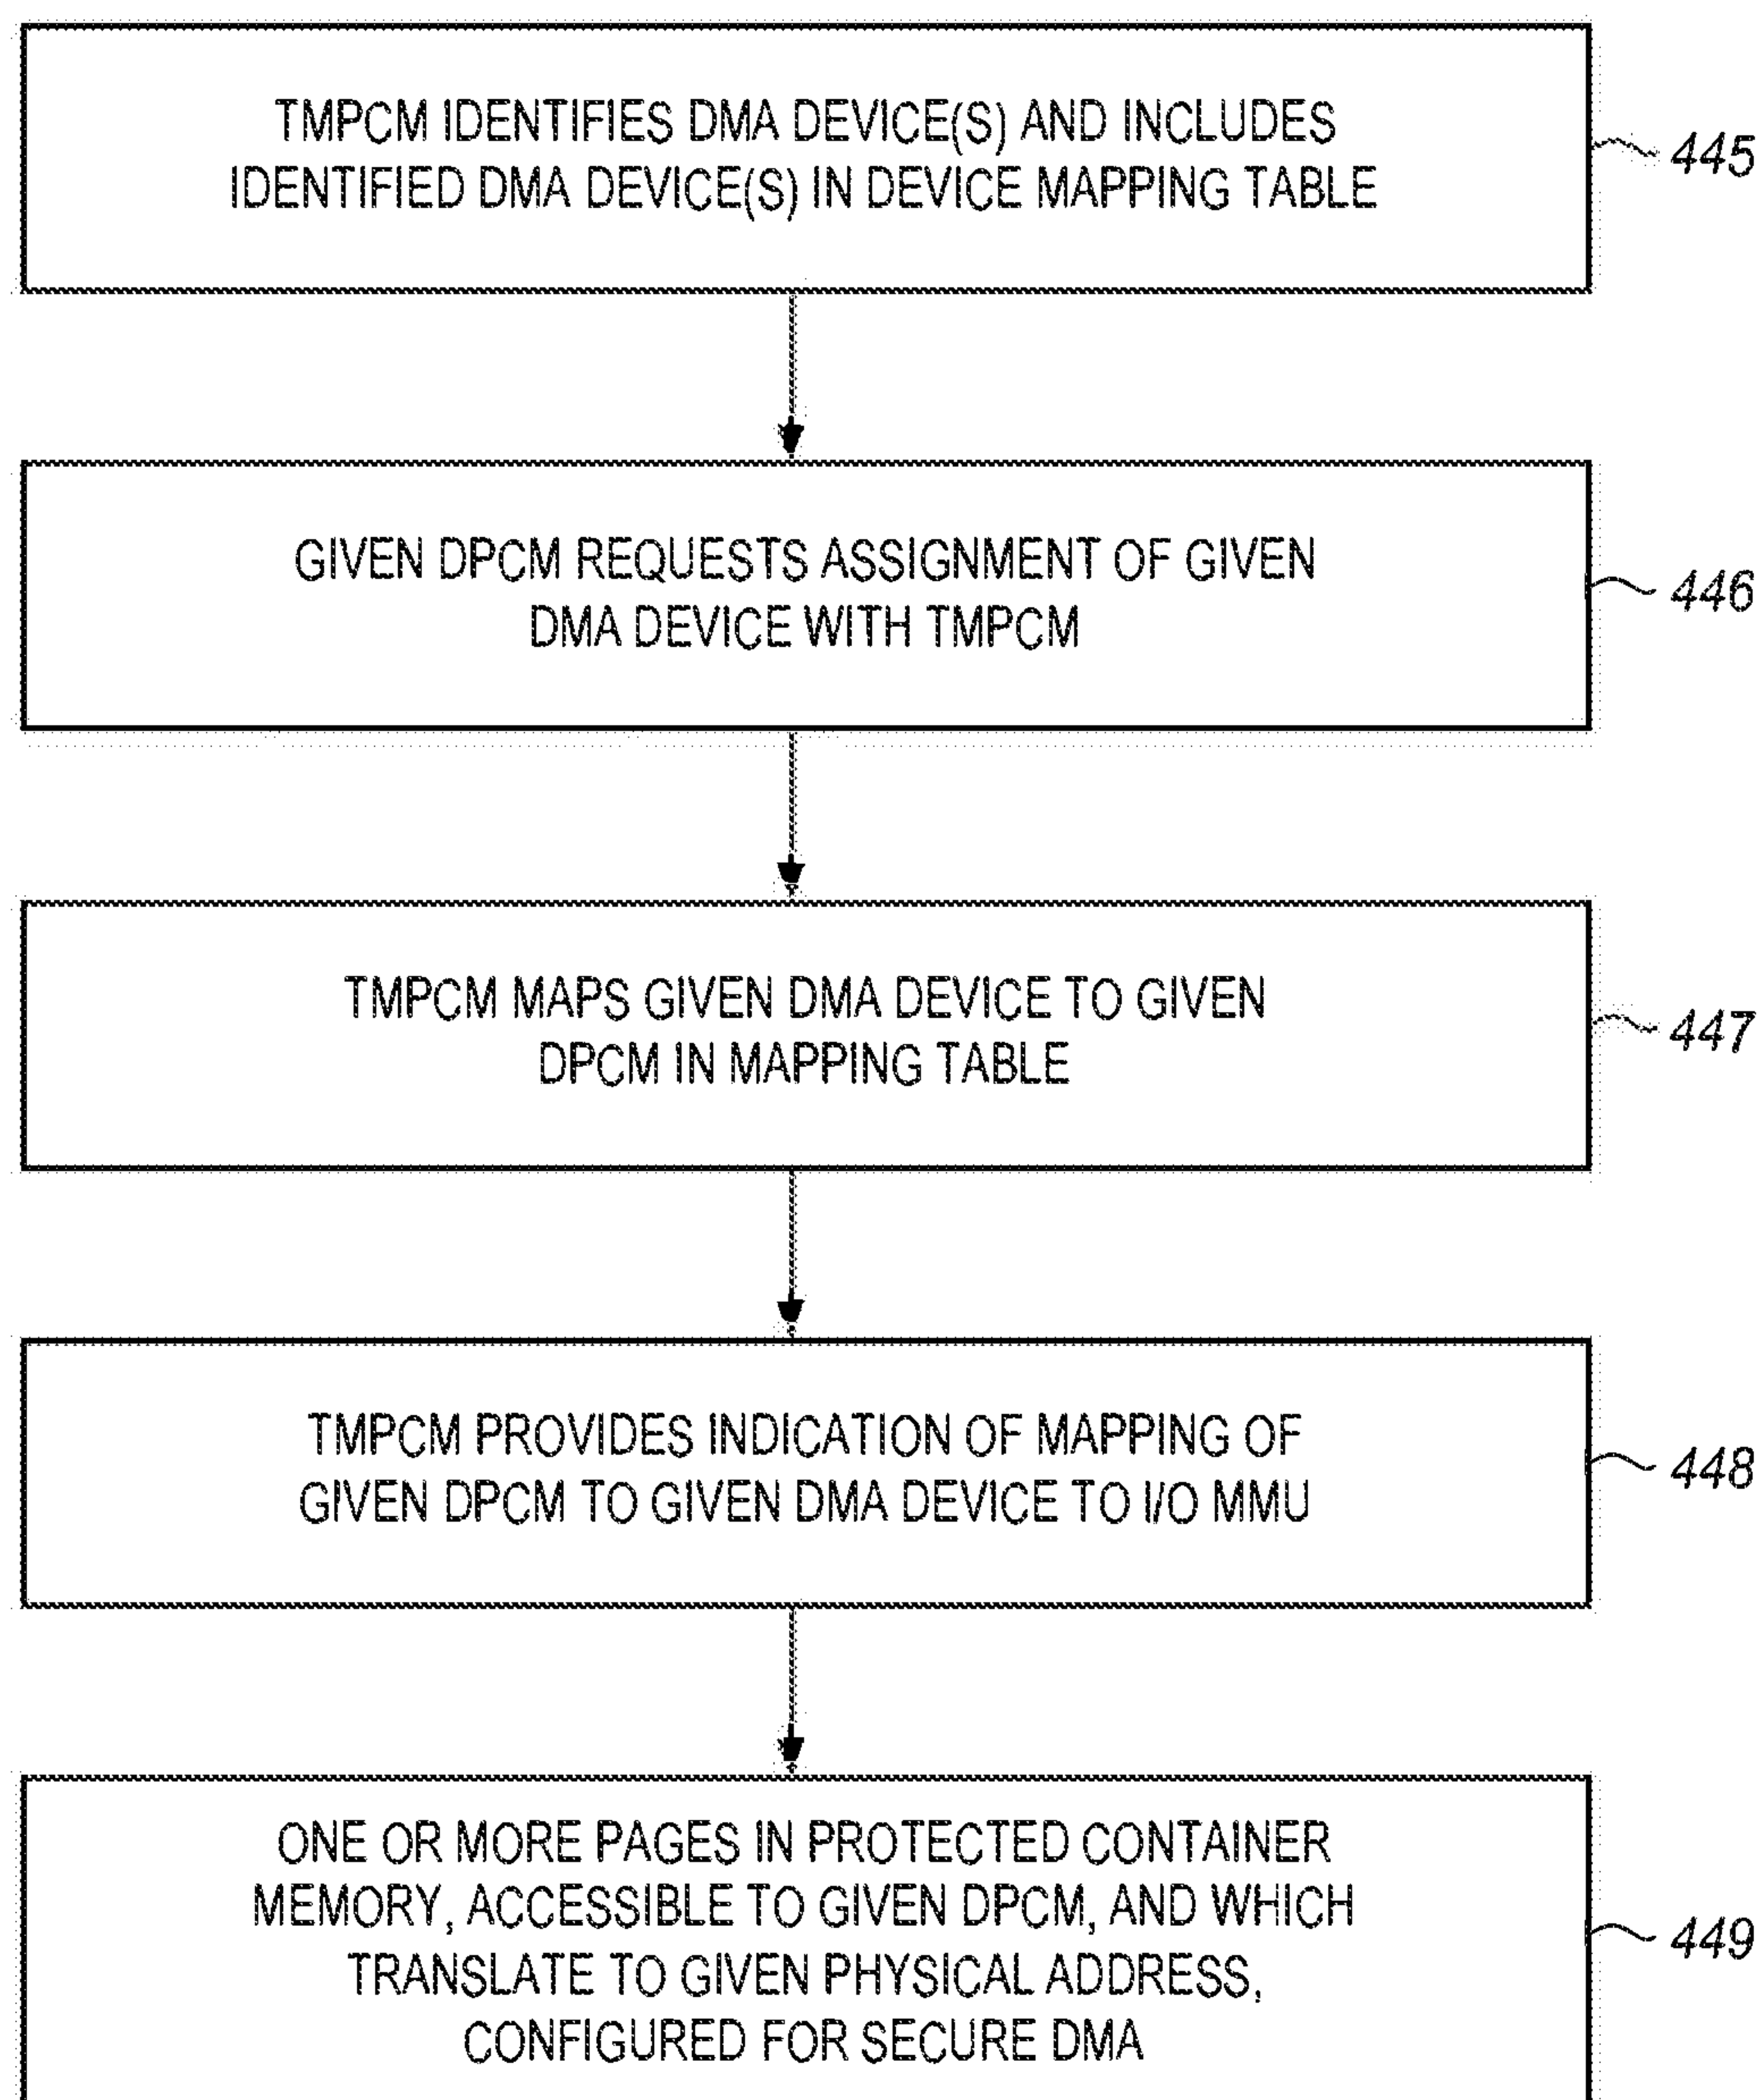 TMPCM IDENTIFIES DMA DEVICE(S) AND INCLUDES
IDENTIFIED DMA DEVICE(S) IN DEVICE MAPPING TABLE
445
GIVEN DPCM REQUESTS ASSIGNMENT OF GIVEN
DMA DEVICE WITH TMPCM
446
TMPCM MAPS GIVEN DMA DEVICE TO GIVEN
DPCM IN MAPPING TABLE
447
TMPCM PROVIDES INDICATION OF MAPPING OF
GIVEN DPCM TO GIVEN DMA DEVICE TO I/O MMU
448
ONE OR MORE PAGES IN PROTECTED CONTAINER
MEMORY, ACCESSIBLE TO GIVEN DPCM, AND WHICH
TRANSLATE TO GIVEN PHYSICAL ADDRESS,
CONFIGURED FOR SECURE DMA
449